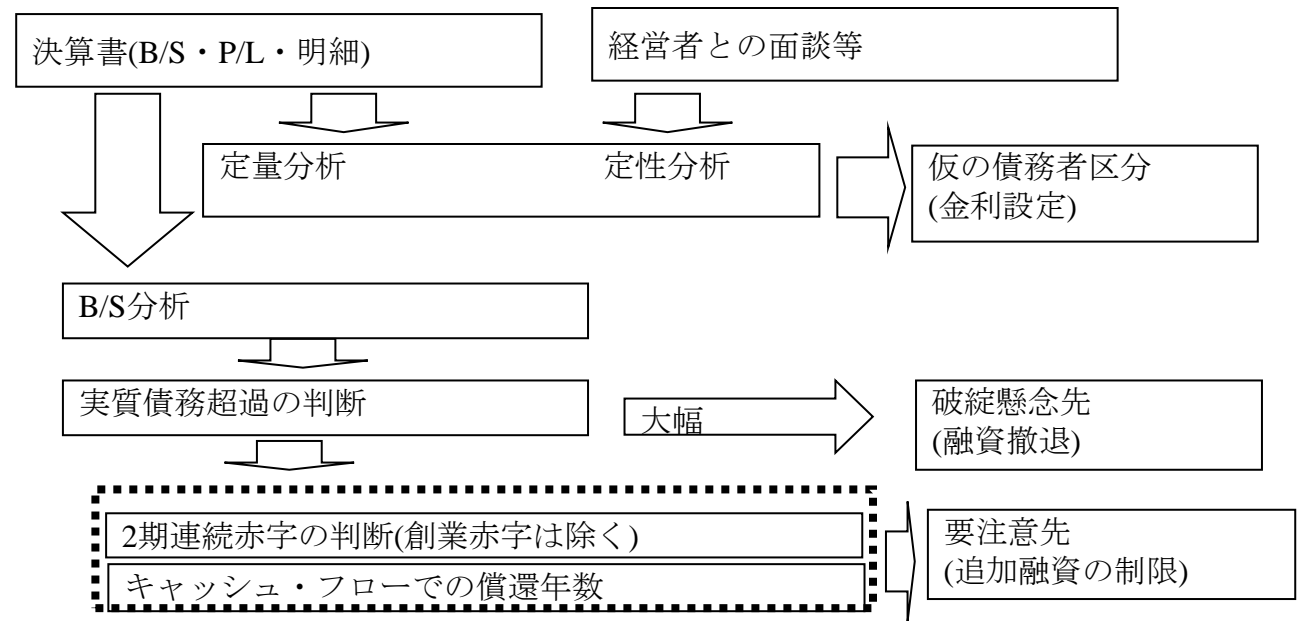 決算書(B/S・P/L・明細)
経営者との面談等
定量分析
定性分析
仮の債務者区分
(金利設定)
B/S分析
実質債務超過の判断
大幅
破綻懸念先
(融資撤退)
2期連続赤字の判断(創業赤字は除く)
キャッシュ・フローでの償還年数
要注意先
(追加融資の制限)